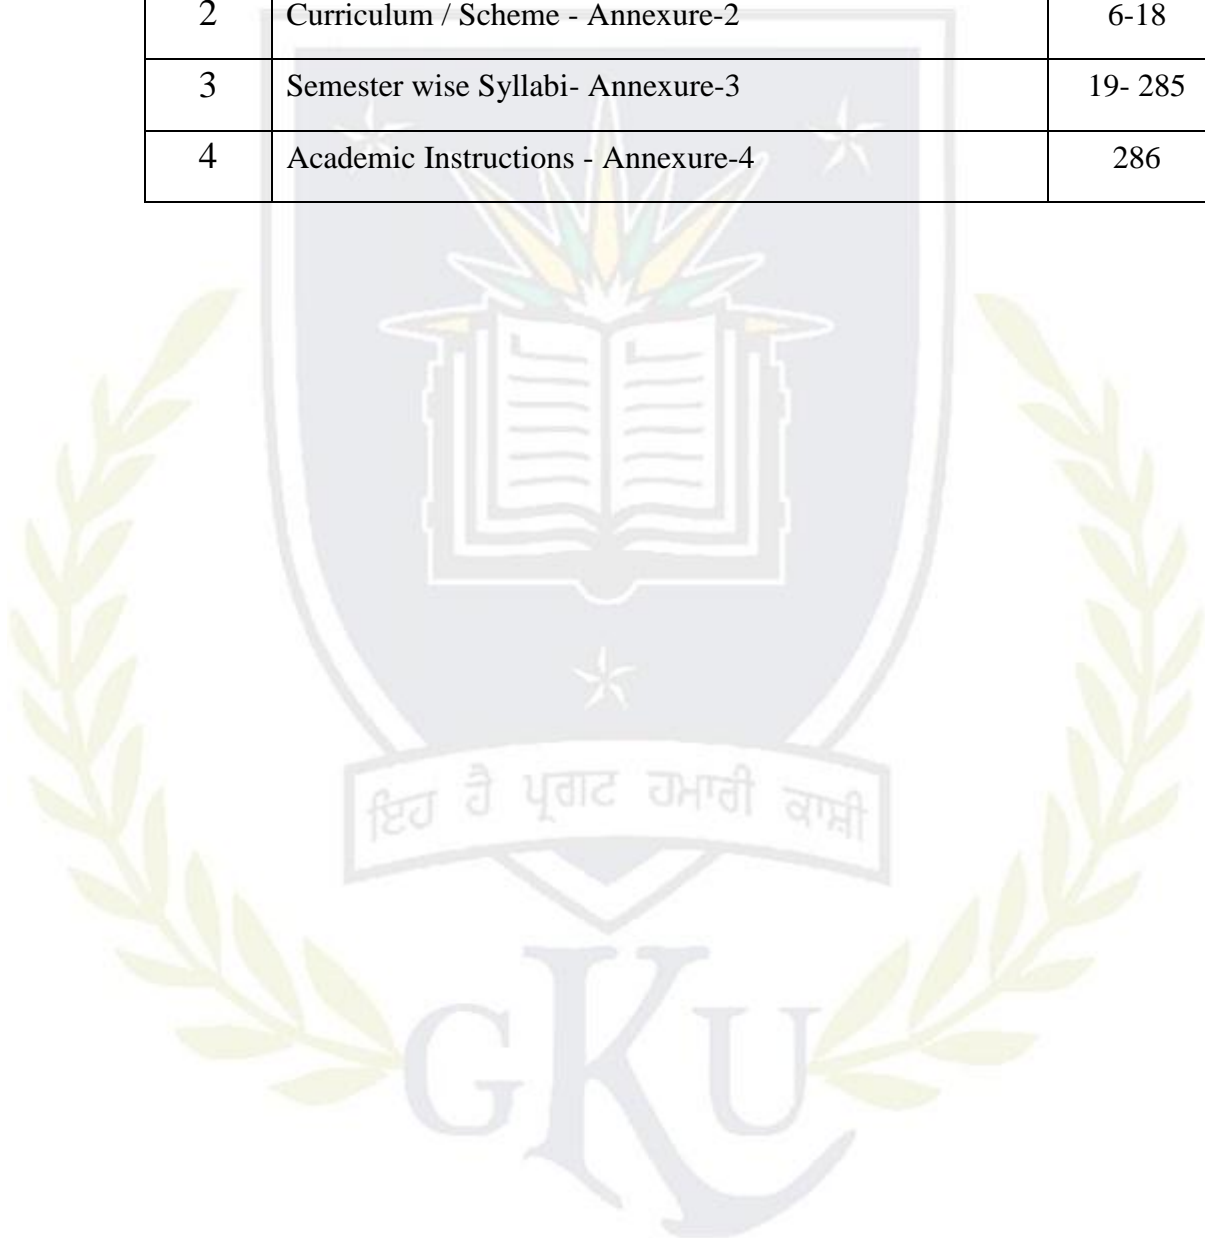 2 Curriculum / Scheme - Annexure-2 6-18
3 Semester wise Syllabi- Annexure-3 19- 285
4 Academic Instructions - Annexure-4 286
ਇਹ ਹੈ ਪ੍ਰਗਟ ਹਮਾਰੀ ਕਾਸ਼ੀ
GKU